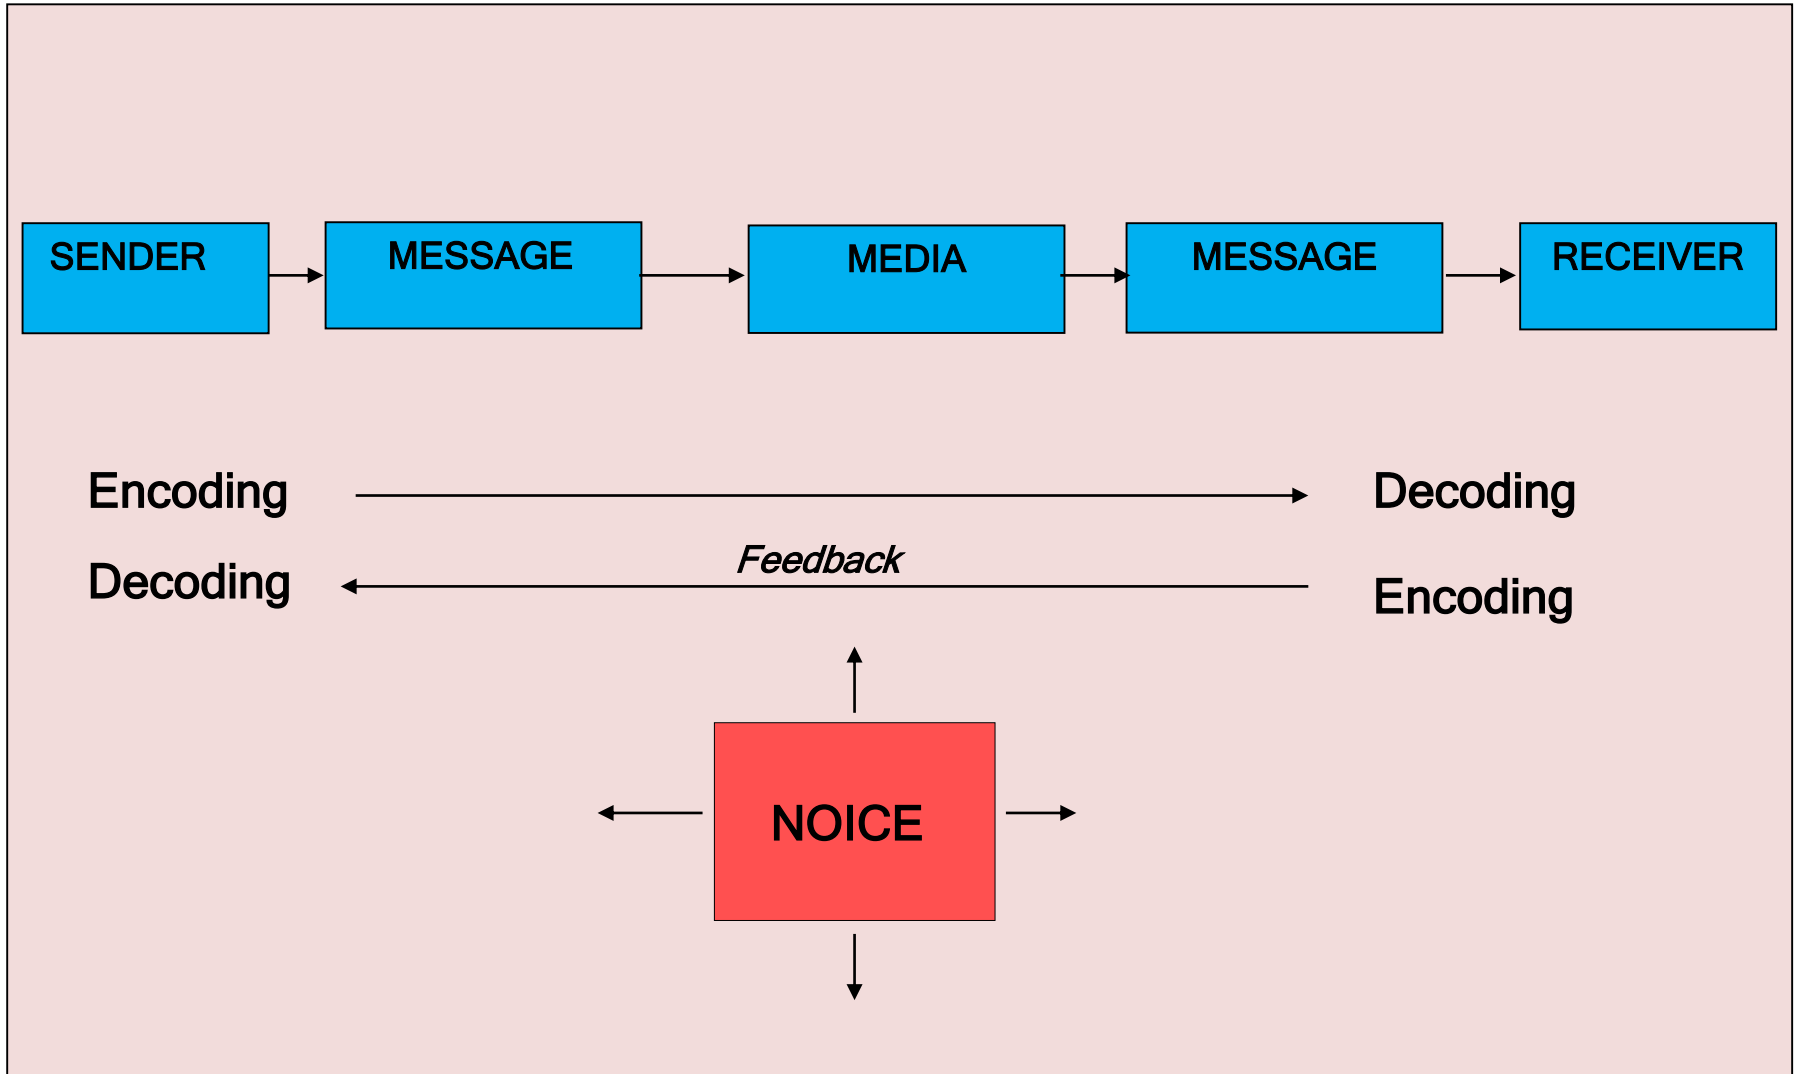 SENDER
MESSAGE
MEDIA
MESSAGE
RECEIVER
Encoding
Decoding
Feedback
Decoding
Encoding
NOICE